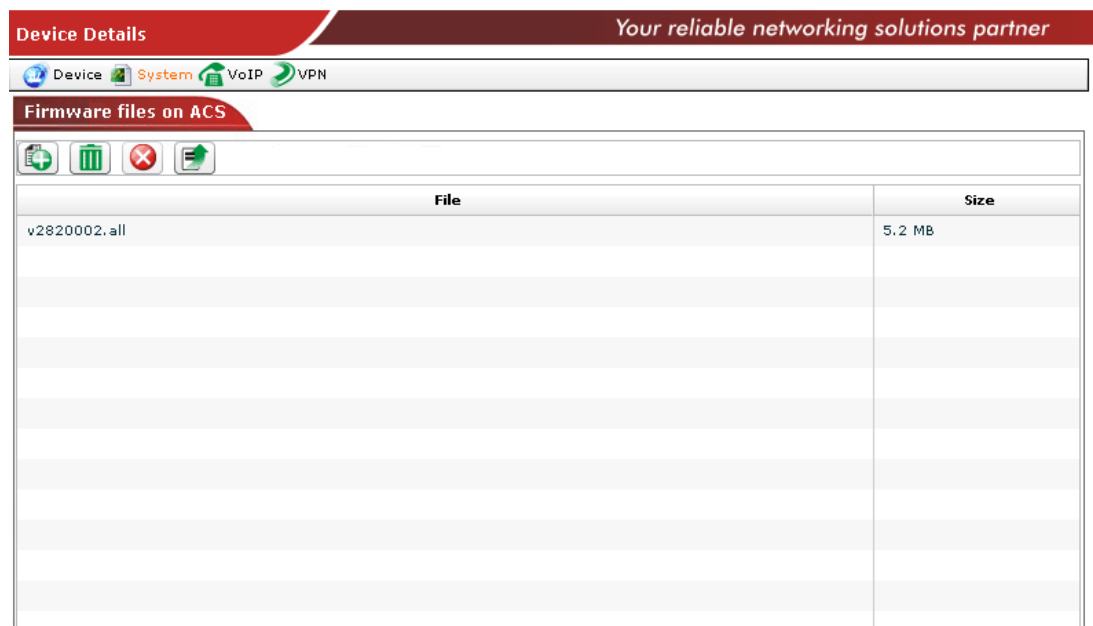 Device Details
Your reliable networking solutions partner
Device System VoIP VPN
Firmware files on ACS
File Size
v2820002.all 5.2 MB